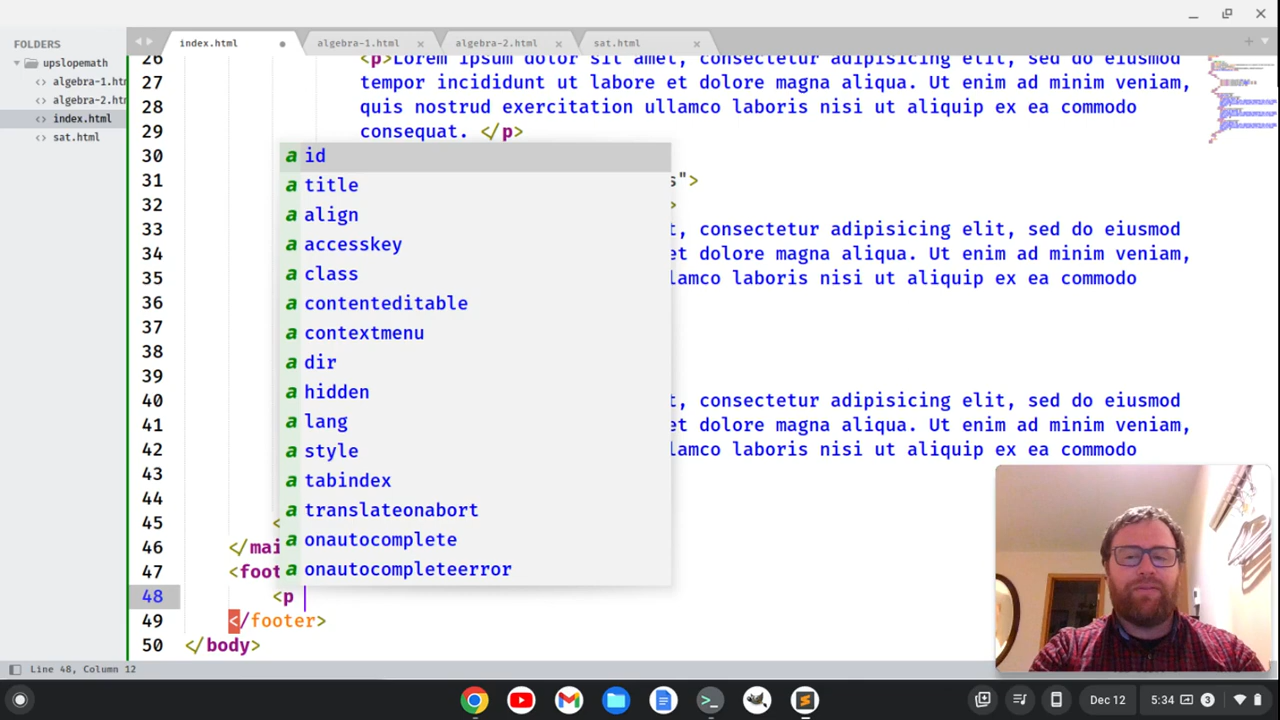 index.html
algebra-1.html
algebra-2.html
sat.html
FOLDERS
upslopemath
<> algebra-1.htm
<> algebra-2.htm
<> index.html
<> sat.html
26 <p>Lorem ipsum dolor sit amet, consectetur adipisicing elit, sed do eiusmod
27 tempor incididunt ut labore et dolore magna aliqua. Ut enim ad minim veniam,
28 quis nostrud exercitation ullamco laboris nisi ut aliquip ex ea commodo
29 consequat. </p>
30
31 s">
32 >
33 t, consectetur adipisicing elit, sed do eiusmod
34 et dolore magna aliqua. Ut enim ad minim veniam,
35 lamco laboris nisi ut aliquip ex ea commodo
36
37
38
39
40 t, consectetur adipisicing elit, sed do eiusmod
41 et dolore magna aliqua. Ut enim ad minim veniam,
42 lamco laboris nisi ut aliquip ex ea commodo
43
44
45 <
46 </mai
47 <foot
48 <p
49 </footer>
50 </body>
a id
a title
a align
a accesskey
a class
a contenteditable
a contextmenu
a dir
a hidden
a lang
a style
a tabindex
a translateonabort
a onautocomplete
a onautocompleteerror
Line 48, Column 12
Dec 12
5:34
3